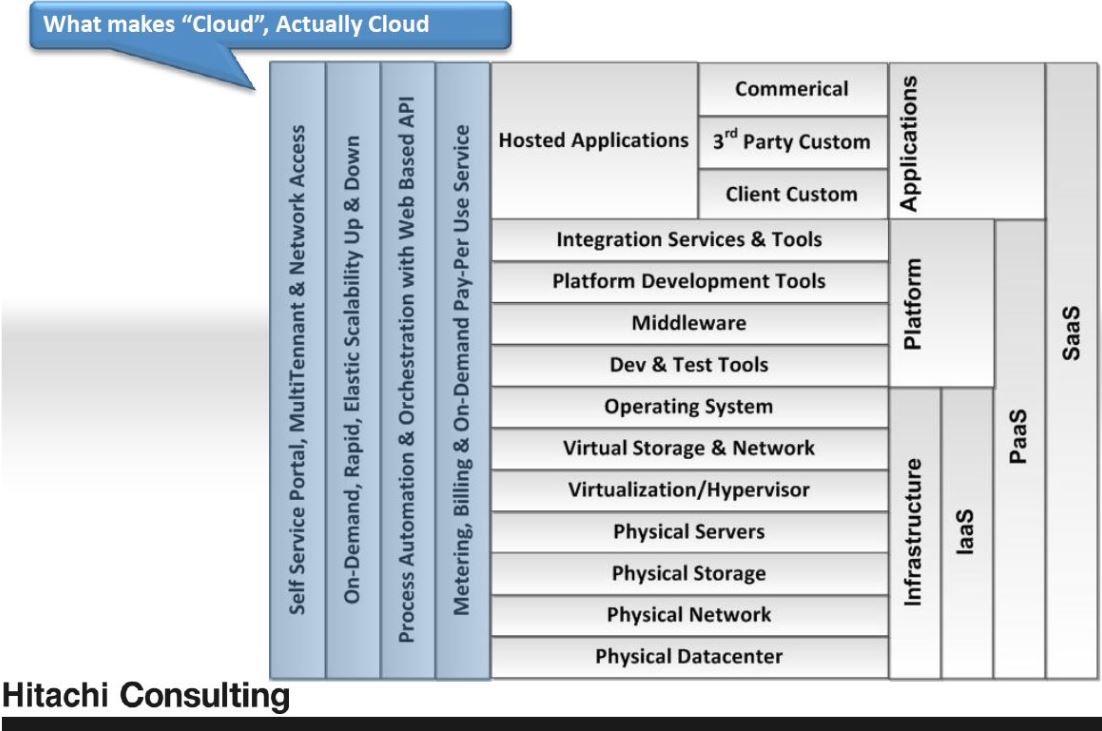 What makes “Cloud”, Actually Cloud
Self Service Portal, MultiTennant & Network Access
On-Demand, Rapid, Elastic Scalability Up & Down
Process Automation & Orchestration with Web Based API
Metering, Billing & On-Demand Pay-Per Use Service
Hosted Applications
Commerical
3rd Party Custom
Client Custom
Integration Services & Tools
Platform Development Tools
Middleware
Dev & Test Tools
Operating System
Virtual Storage & Network
Virtualization/Hypervisor
Physical Servers
Physical Storage
Physical Network
Physical Datacenter
Applications
Platform
Infrastructure
IaaS
PaaS
SaaS
Hitachi Consulting